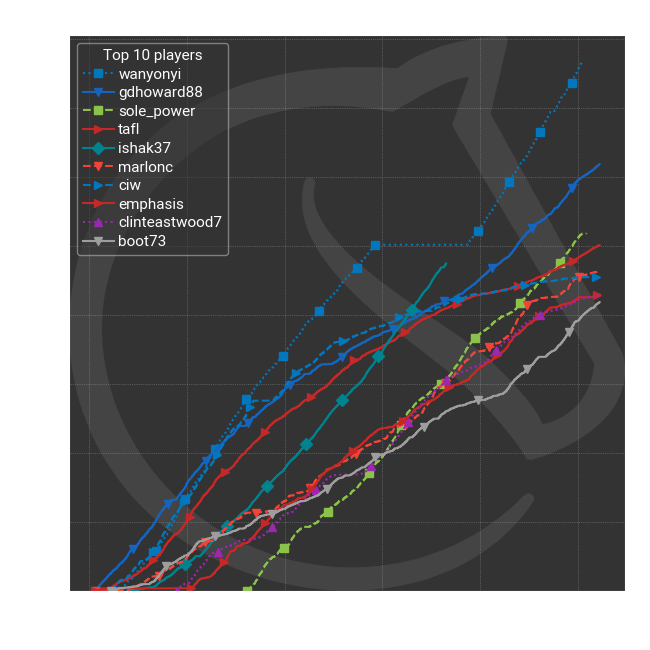 Top 10 players
wanyonyi
gdhoward88
sole_power
tafl
ishak37
marlonc
ciw
emphasis
clinteastwood7
boot73